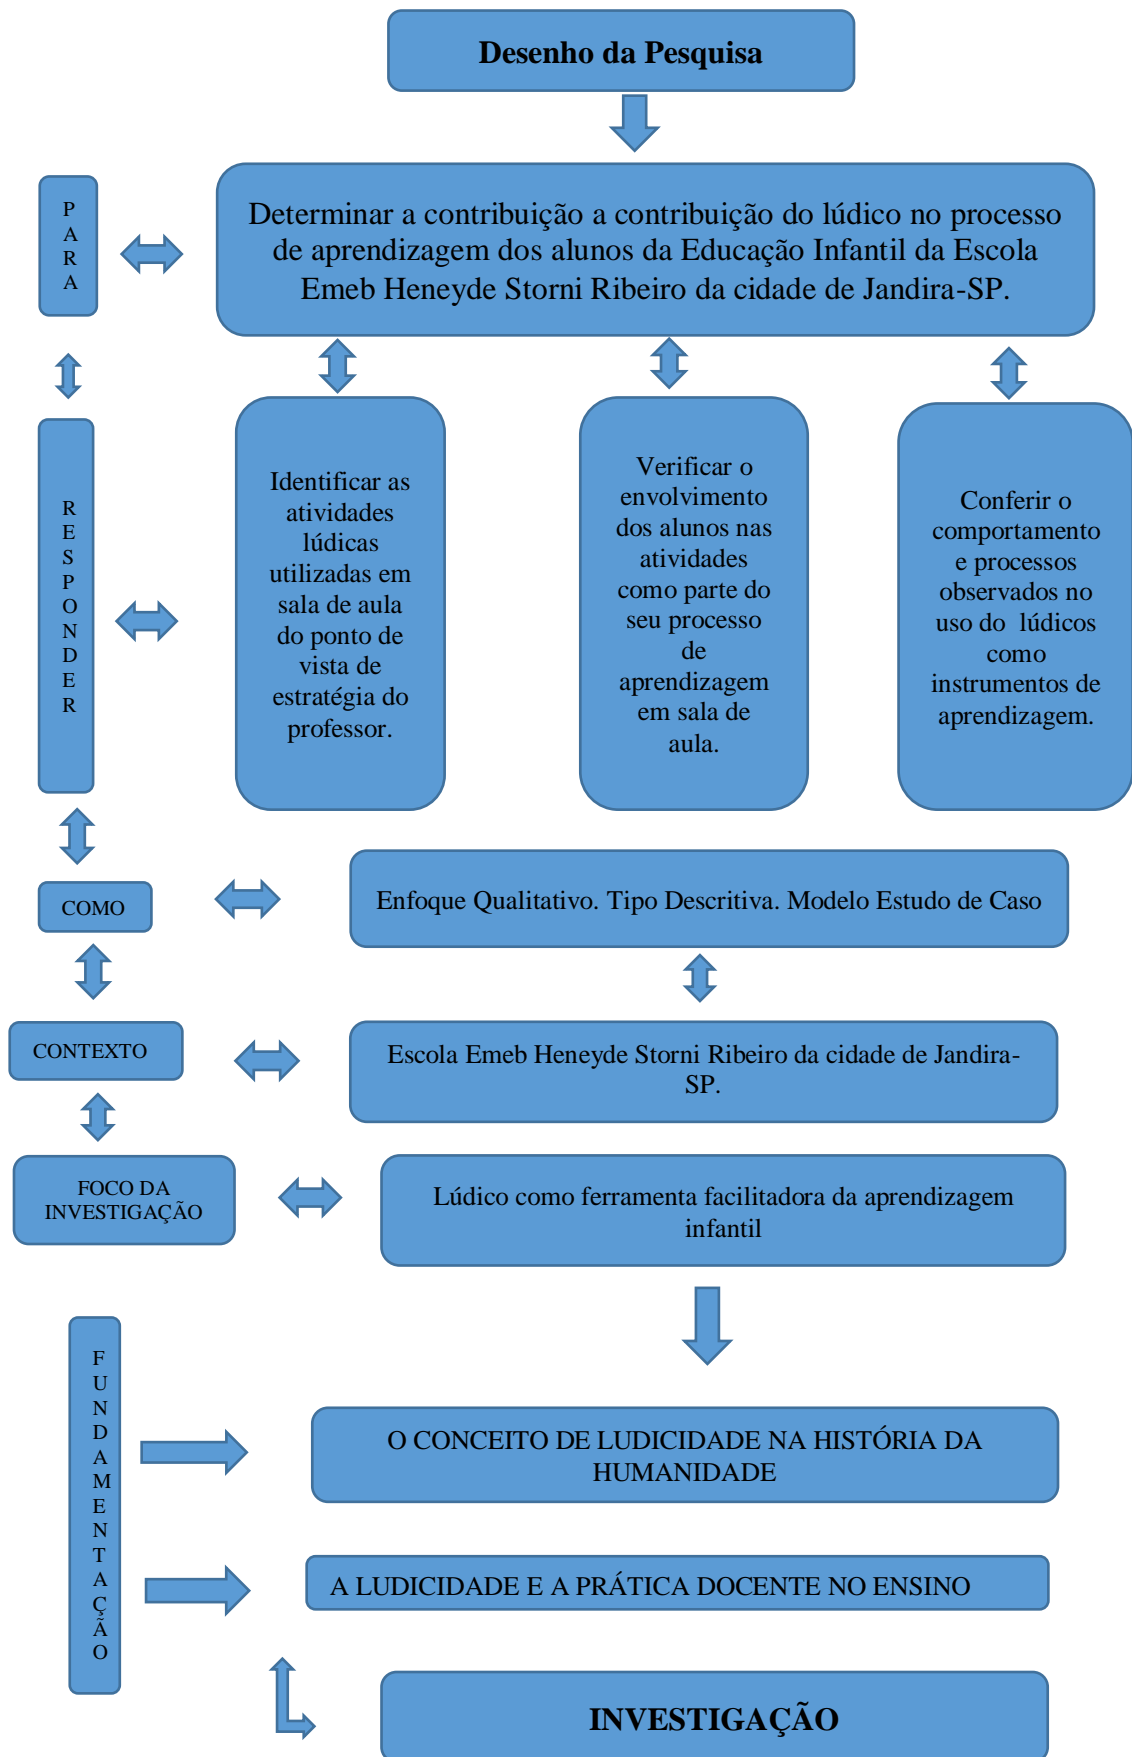 Desenho da Pesquisa
PARA
Determinar a contribuição a contribuição do lúdico no processo
de aprendizagem dos alunos da Educação Infantil da Escola
Emeb Heneyde Storni Ribeiro da cidade de Jandira-SP.
RESPONDER
Identificar as
atividades
lúdicas
utilizadas em
sala de aula
do ponto de
vista de
estratégia do
professor.
Verificar o
envolvimento
dos alunos nas
atividades
como parte do
seu processo
de
aprendizagem
em sala de
aula.
Conferir o
comportamento
e processos
observados no
uso do  lúdicos
como
instrumentos de
aprendizagem.
COMO
Enfoque Qualitativo. Tipo Descritiva. Modelo Estudo de Caso
CONTEXTO
Escola Emeb Heneyde Storni Ribeiro da cidade de Jandira-
SP.
FOCO DA
INVESTIGAÇÃO
Lúdico como ferramenta facilitadora da aprendizagem
infantil
FUNDAMENTAÇÃO
O CONCEITO DE LUDICIDADE NA HISTÓRIA DA
HUMANIDADE
A LUDICIDADE E A PRÁTICA DOCENTE NO ENSINO
INVESTIGAÇÃO